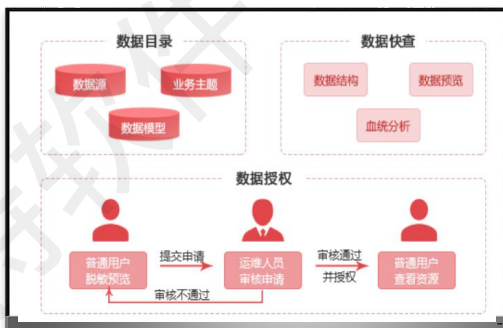 数据目录
数据源
业务主题
数据模型
数据快查
数据结构
数据预览
血统分析
数据授权
普通用户
脱敏预览
提交申请
运维人员
审核申请
审核通过
并授权
普通用户
查看资源
审核不通过
软件